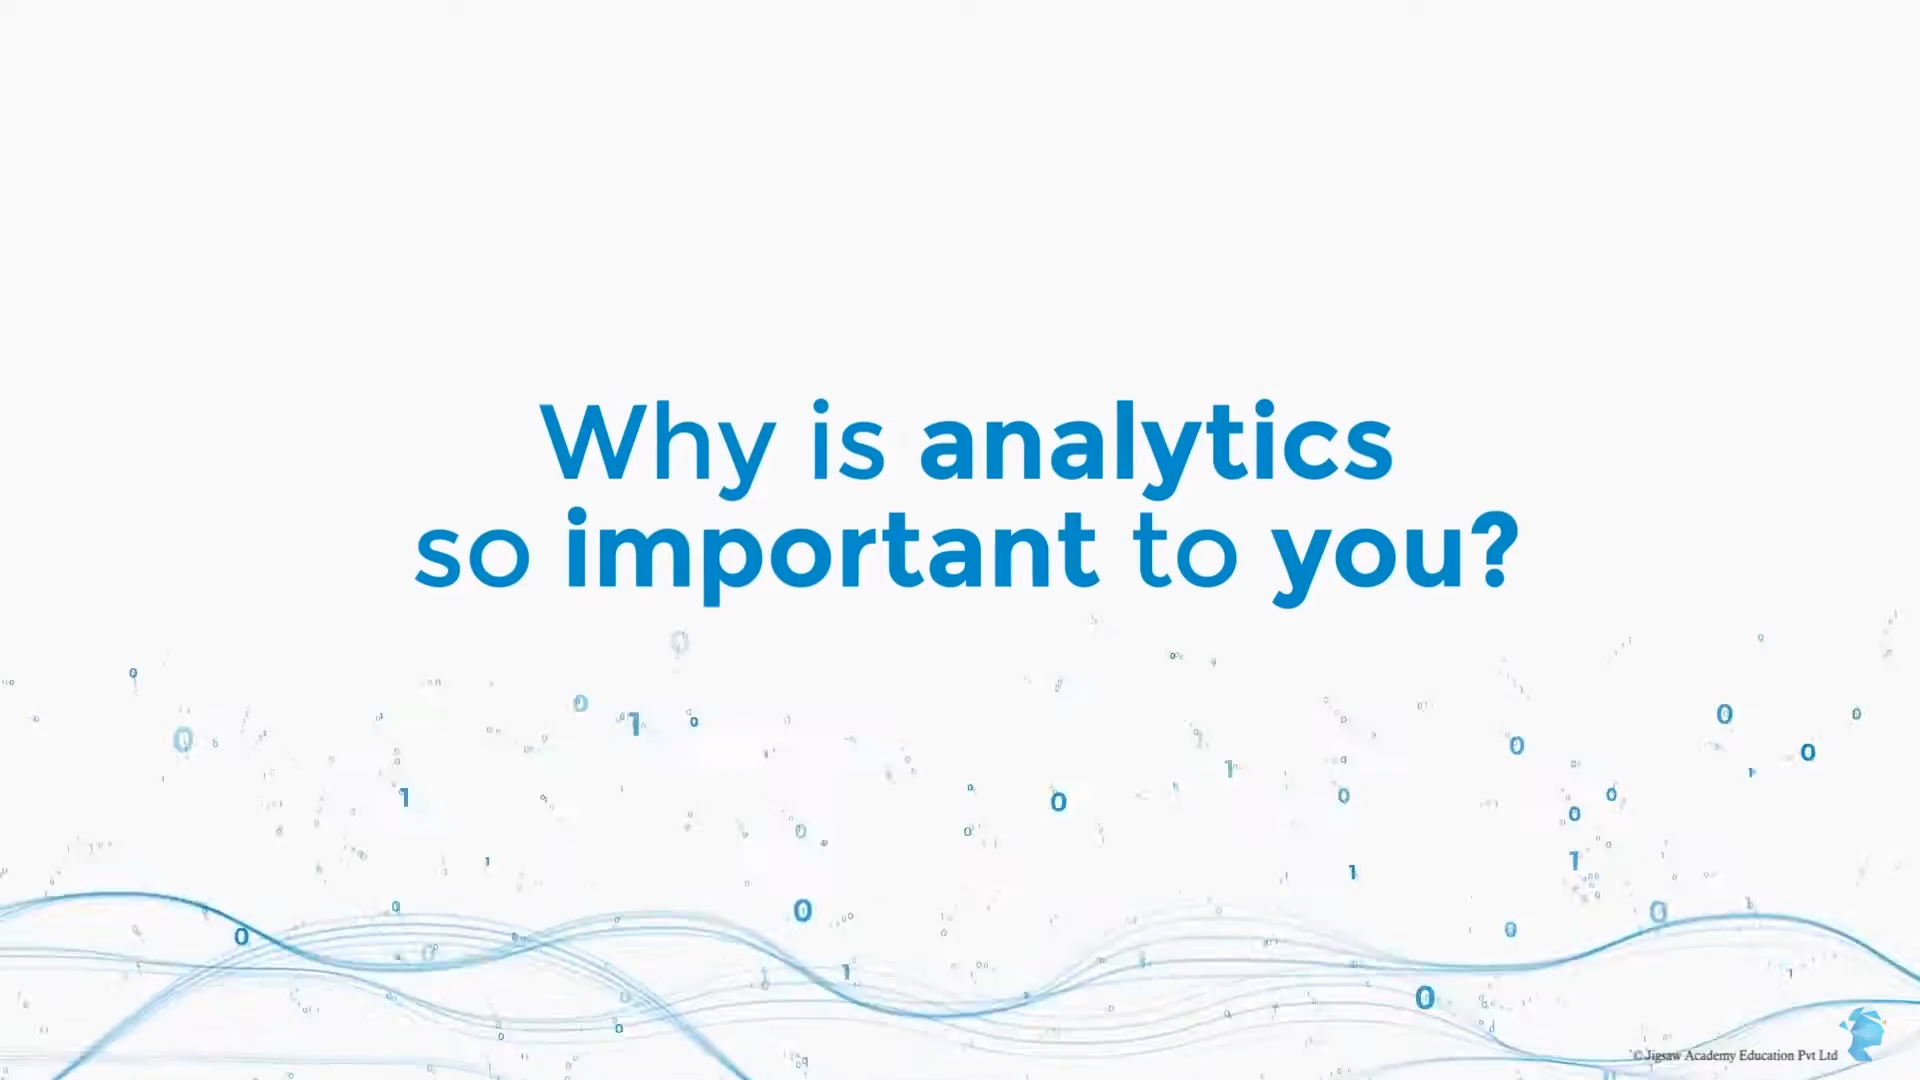 Why is analytics
so important to you?
© Jigsaw Academy Education Pvt Ltd